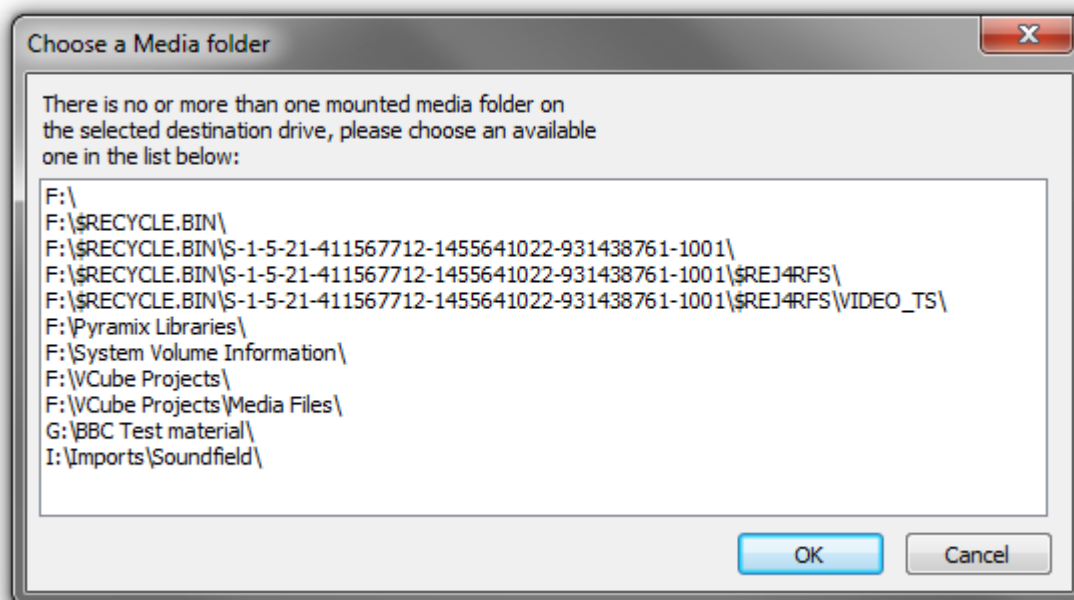 Choose a Media folder
There is no or more than one mounted media folder on
the selected destination drive, please choose an available
one in the list below:
F:\
F:\$RECYCLE.BIN\
F:\$RECYCLE.BIN\S-1-5-21-411567712-1455641022-931438761-1001\
F:\$RECYCLE.BIN\S-1-5-21-411567712-1455641022-931438761-1001\$REJ4RFS\
F:\$RECYCLE.BIN\S-1-5-21-411567712-1455641022-931438761-1001\$REJ4RFS\VIDEO_TS\
F:\Pyramix Libraries\
F:\System Volume Information\
F:\VCube Projects\
F:\VCube Projects\Media Files\
G:\BBC Test material\
I:\Imports\Soundfield\
OK Cancel